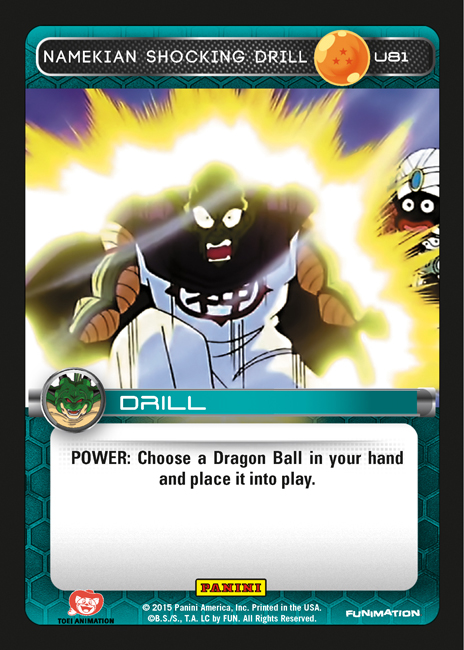 NAMEKIAN SHOCKING DRILL U81
DRILL
POWER: Choose a Dragon Ball in your hand
and place it into play.
PANINI
TOEI ANIMATION
© 2015 Panini America, Inc. Printed in the USA.
©B.S./S., T.A. LC by FUN. All Rights Reserved.
FUNIMATION